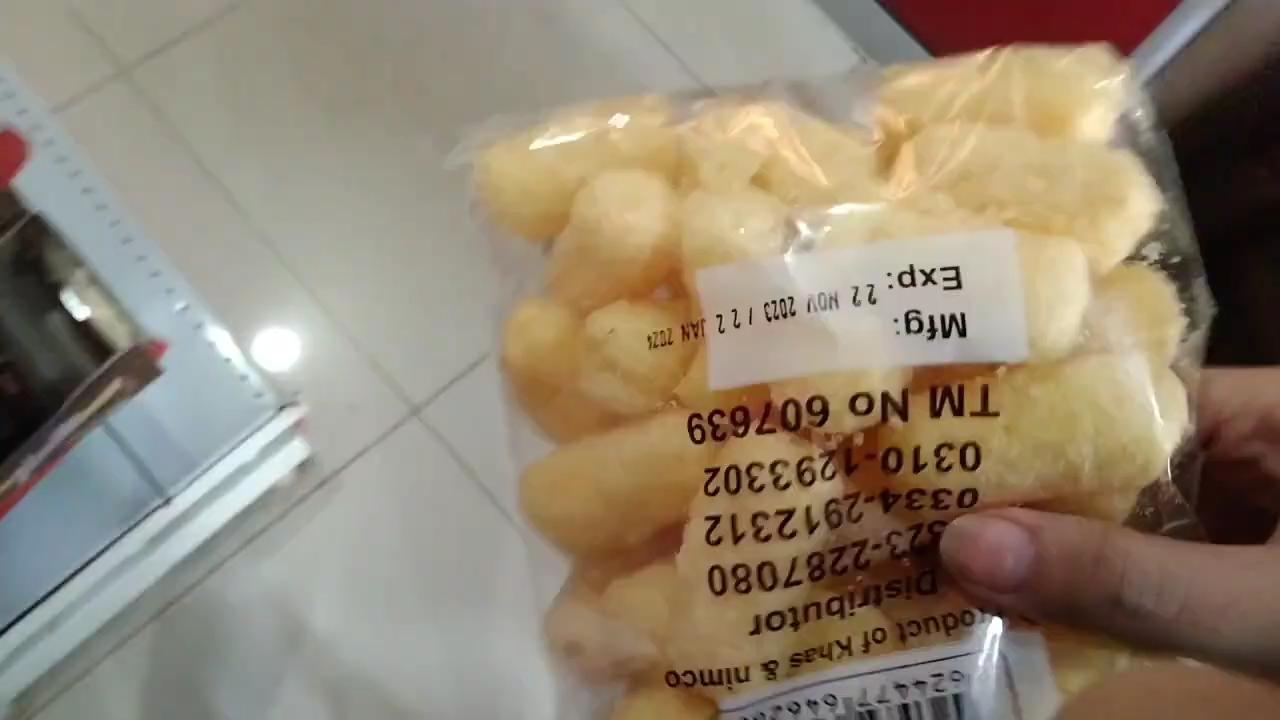 Product of Khas & nimco
Distributor
323-2287080
0334-2912312
0310-1293302
TM No 607639
Mfg:
Exp: 22 NOV 2023 / 22 JAN 2024